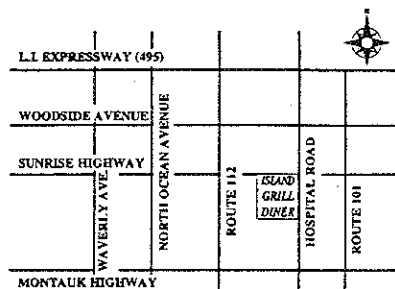 N
L.I. EXPRESSWAY (495)
WOODSIDE AVENUE
SUNRISE HIGHWAY
WAVERLY AVE.
NORTH OCEAN AVENUE
ROUTE 112
ISLAND
GRILL
DINER
HOSPITAL ROAD
ROUTE 101
MONTAUK HIGHWAY